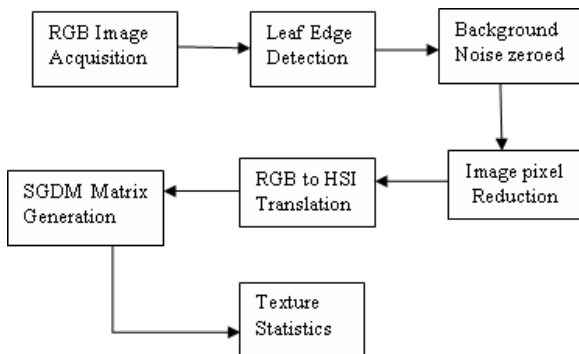 RGB Image
Acquisition
Leaf Edge
Detection
Background
Noise zeroed
Image pixel
Reduction
RGB to HSI
Translation
SGDM Matrix
Generation
Texture
Statistics